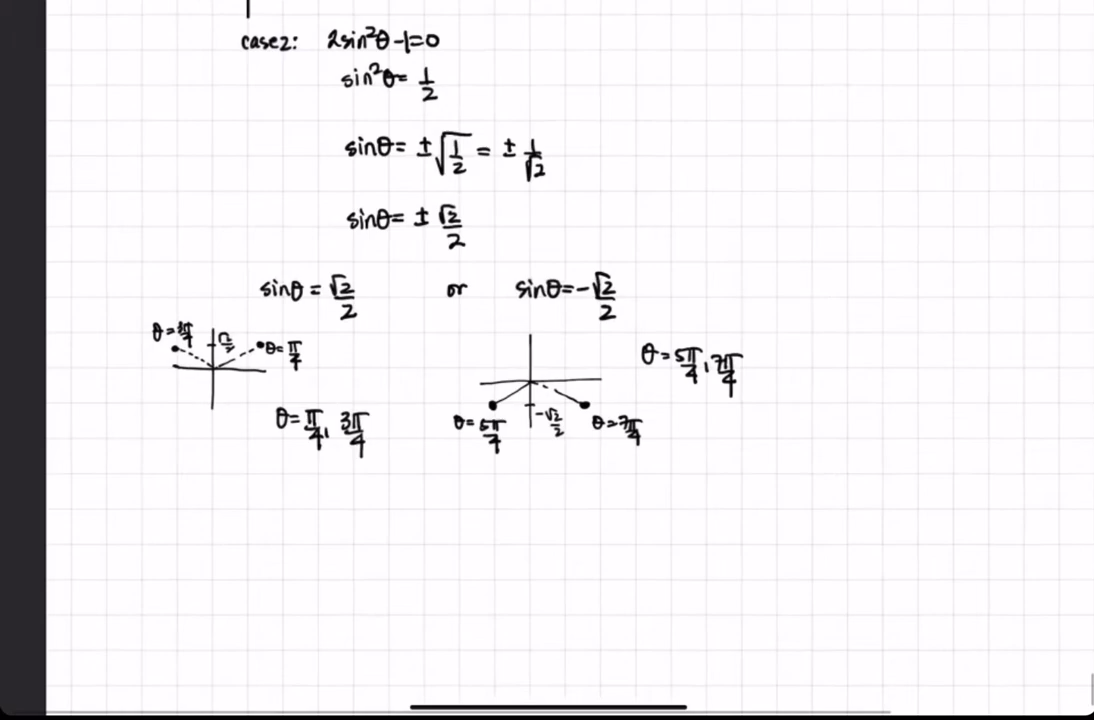 case2: 2sin²θ-1=0
sin²θ= 1/2
sinθ= ±√(1/2) = ± 1/√2
sinθ= ± √2/2
sinθ = √2/2 or sinθ=-√2/2
θ=3π/4 √2/2 θ=π/4
θ=5π/4, 7π/4
θ=π/4, 3π/4
θ=5π/4 -√2/2 θ=7π/4